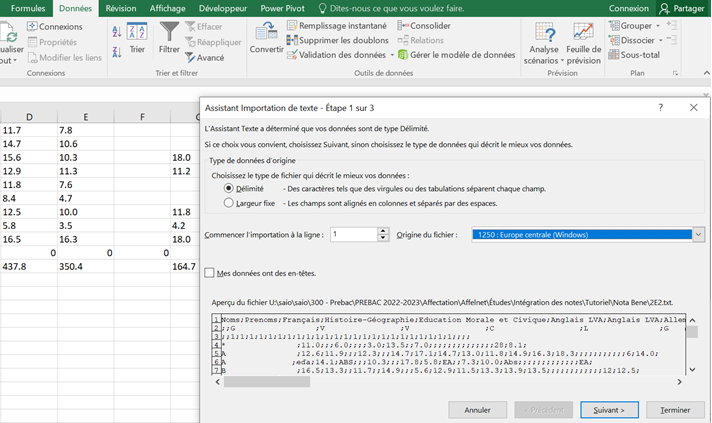 Formules Données Révision Affichage Développeur Power Pivot Dites-nous ce que vous voulez faire. Connexion Partager
Connexions Effacer Remplissage instantané Consolider Grouper
Propriétés Réappliquer Supprimer les doublons Relations Dissocier
Modifier les liens Trier Filtrer Avancé Convertir Validation des données Gérer le modèle de données Analyse scénarios Feuille de prévision Sous-total
Connexions Trier et filtrer Outils de données Prévision Plan
D E F
11.7 7.8
14.7 10.6
15.6 10.3 18.0
12.9 11.3 11.2
11.8 7.6
8.4 4.7
12.5 10.0 11.8
5.8 3.5 4.2
16.5 16.3 18.0
0 0 0
437.8 350.4 164.7
Assistant Importation de texte - Étape 1 sur 3
L'Assistant Texte a déterminé que vos données sont de type Délimité.
Si ce choix vous convient, choisissez Suivant, sinon choisissez le type de données qui décrit le mieux vos données.
Type de données d'origine
Choisissez le type de fichier qui décrit le mieux vos données :
Délimité - Des caractères tels que des virgules ou des tabulations séparent chaque champ.
Largeur fixe - Les champs sont alignés en colonnes et séparés par des espaces.
Commencer l'importation à la ligne : 1 Origine du fichier : 1250 : Europe centrale (Windows)
Mes données ont des en-têtes.
Aperçu du fichier U:\saio\saio\300 - Prebac\PREBAC 2022-2023\Affectation\Affelnet\Études\Intégration des notes\Tutoriel\Nota Bene\2E2.txt.
1 Noms;Prenoms;Français;Histoire-Géographie;Education Morale et Civique;Anglais LVA;Anglais LVA;Allem
2 ;;G ;V ;V ;C ;L ;G
3 ;;1;1;1;1;1;1;1;1;1;1;1;1;1;1;1;1;1;1;1;1;1;1;1;;;;
4 * ;11.0;;;6.0;;;;3.0;13.5;;7.0;;;;;;;;;;;;;;28;8.1;
5 A ;12.6;11.9;;;12.3;;;14.7;17.1;14.7;13.0;11.8;14.9;16.3;18.3;;;;;;;;;;;6;14.0;
6 A ;eda;14.1;ABS;;;10.3;;;17.8;5.8;EA;;7.3;10.0;Abs;;;;;;;;;;;;;EA;
7 B ;16.5;13.3;;;11.7;;14.9;;;5.6;12.9;11.5;13.3;13.9;13.5;;;;;;;;;;;;12;12.5;
Annuler < Précédent Suivant > Terminer